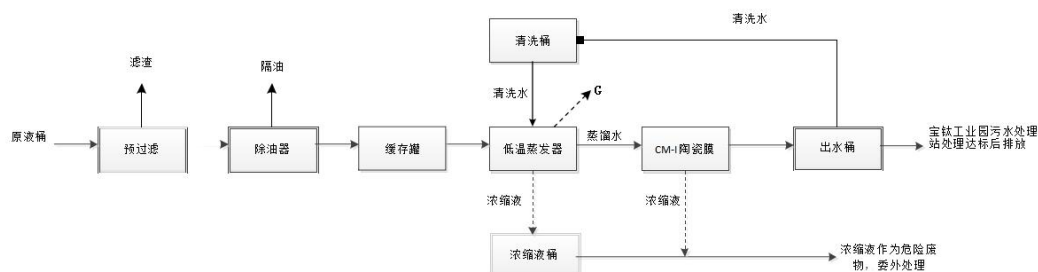 清洗水
清洗桶
滤渣
隔油
清洗水
G
原液桶
预过滤
除油器
缓存罐
低温蒸发器
蒸馏水
CM-I陶瓷膜
出水桶
宝钛工业园污水处理
站处理达标后排放
浓缩液
浓缩液
浓缩液桶
浓缩液作为危险废
物，委外处理